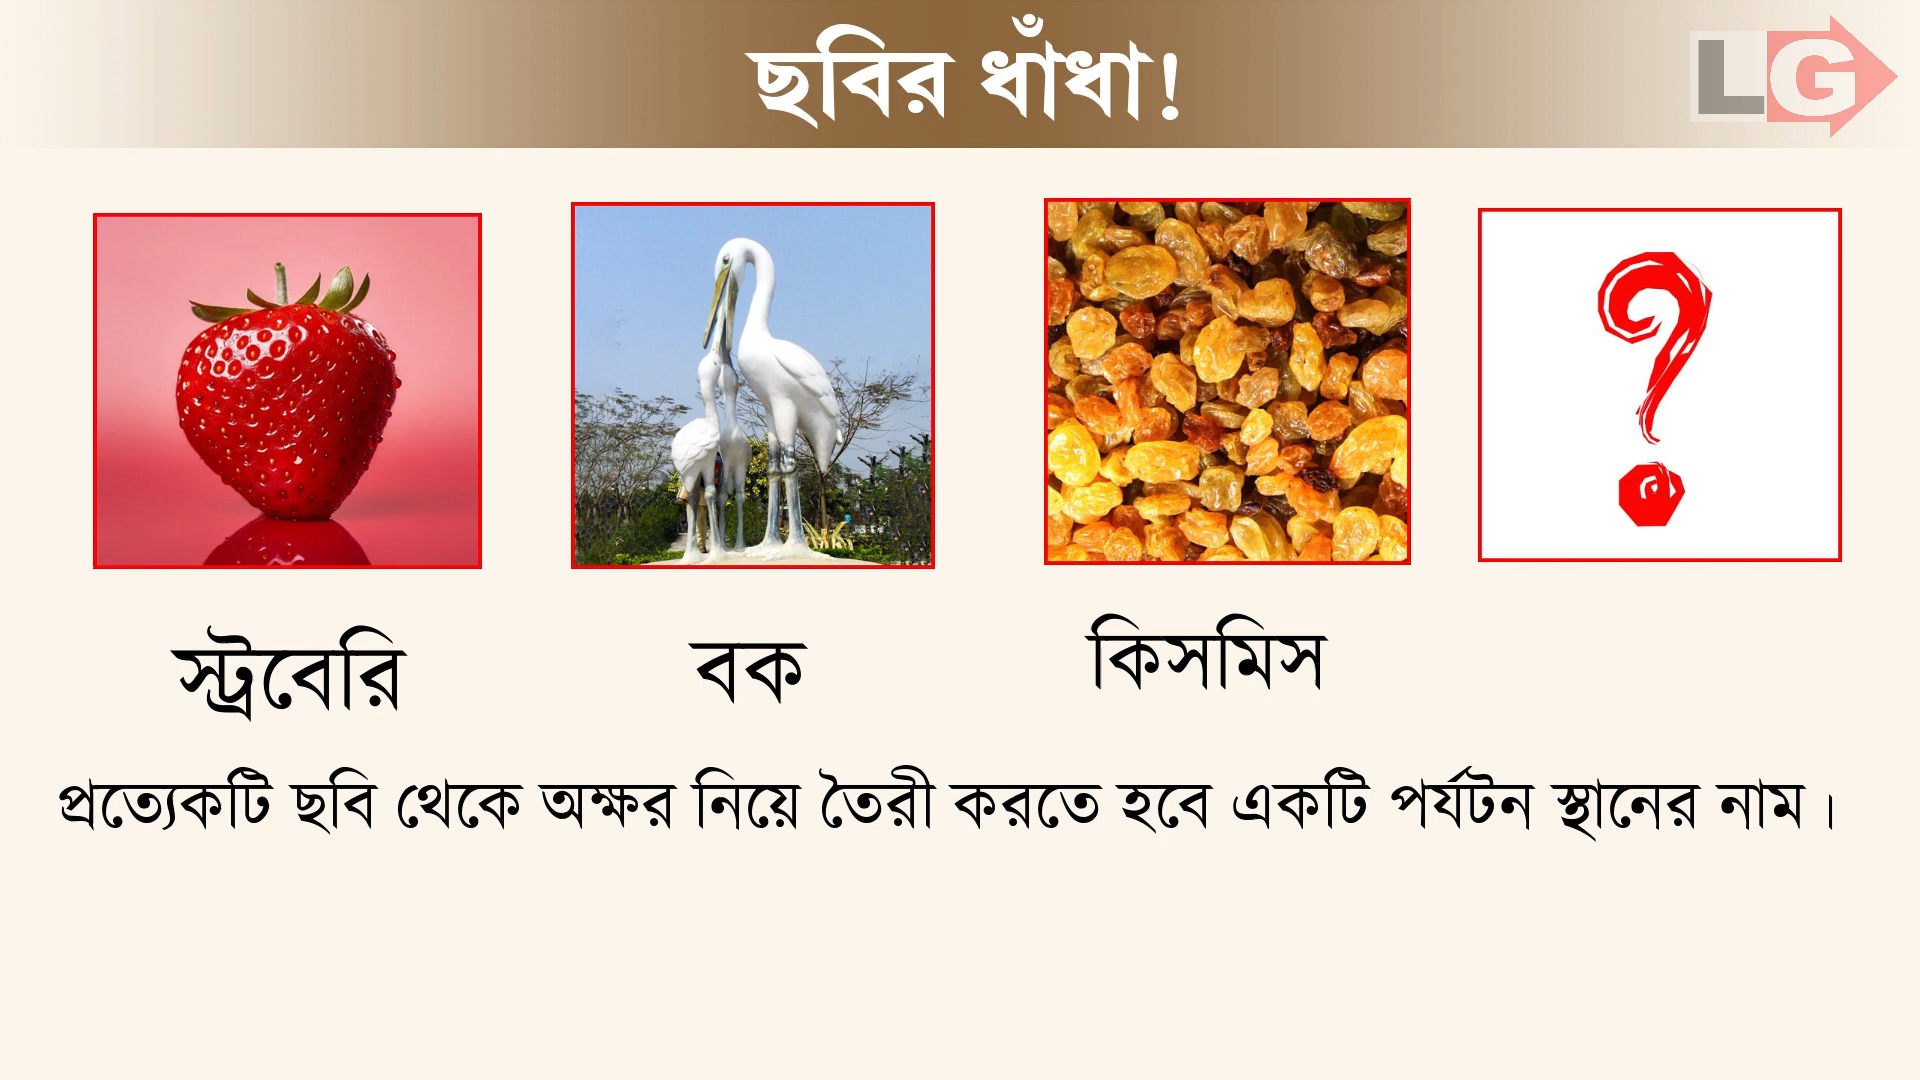 ছবির ধাঁধা!
LG
স্ট্রবেরি
বক
কিসমিস
প্রত্যেকটি ছবি থেকে অক্ষর নিয়ে তৈরী করতে হবে একটি পর্যটন স্থানের নাম।